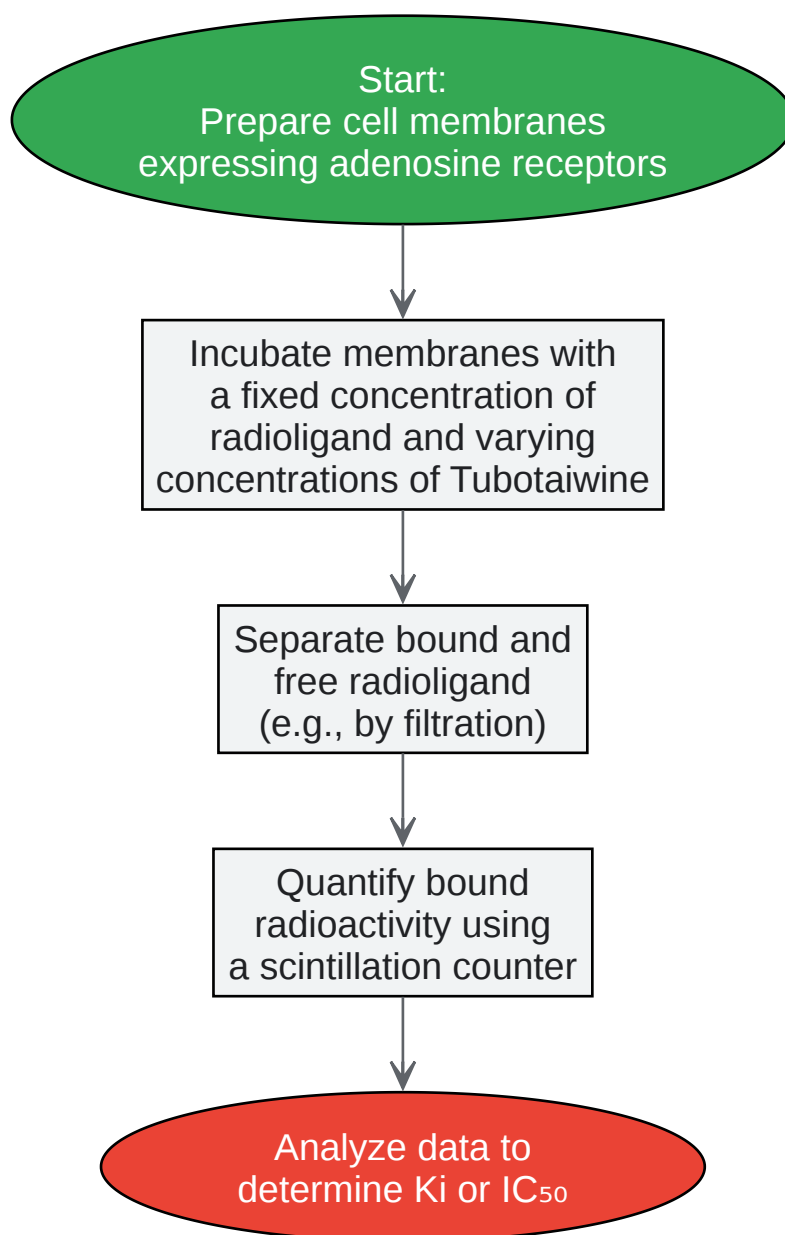 Start:
Prepare cell membranes
expressing adenosine receptors
Incubate membranes with
a fixed concentration of
radioligand and varying
concentrations of Tubotaiwine
Separate bound and
free radioligand
(e.g., by filtration)
Quantify bound
radioactivity using
a scintillation counter
Analyze data to
determine Ki or IC₅₀